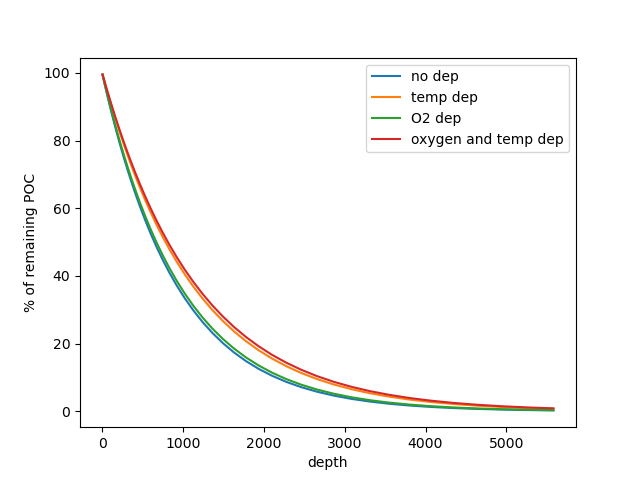 100
80
60
40
20
0
% of remaining POC
no dep
temp dep
O2 dep
oxygen and temp dep
0 1000 2000 3000 4000 5000
depth